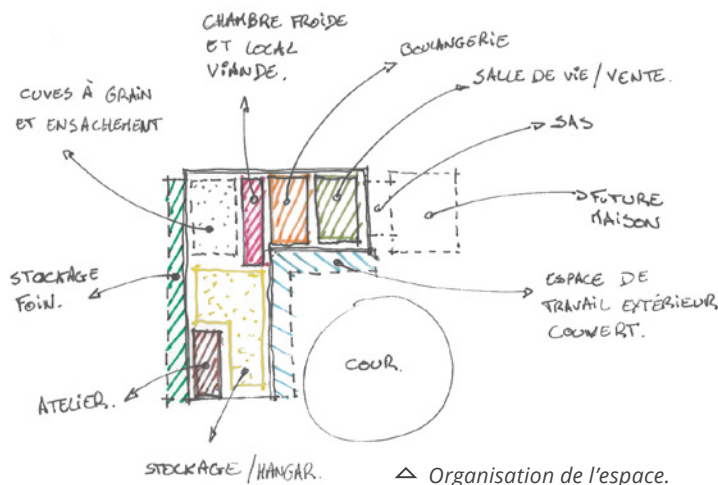 CHAMBRE FROIDE
ET LOCAL
VIANDE.
BOULANGERIE
SALLE DE VIE/VENTE.
CUVES À GRAIN
ET ENSACHEMENT
SAS
FUTURE
MAISON
STOCKAGE
FOIN.
ESPACE DE
TRAVAIL EXTÉRIEUR
COUVERT.
COUR.
ATELIER.
STOCKAGE/HANGAR.
Organisation de l'espace.